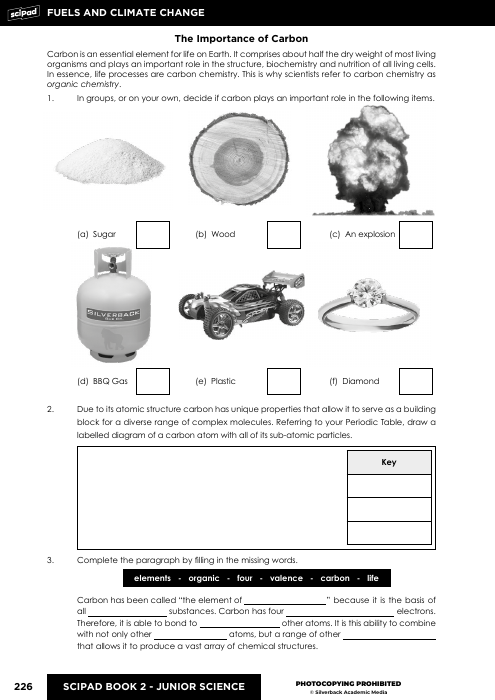 scipad FUELS AND CLIMATE CHANGE
The Importance of Carbon
Carbon is an essential element for life on Earth. It comprises about half the dry weight of most living
organisms and plays an important role in the structure, biochemistry and nutrition of all living cells.
In essence, life processes are carbon chemistry. This is why scientists refer to carbon chemistry as
organic chemistry.
1. In groups, or on your own, decide if carbon plays an important role in the following items.
(a) Sugar
(b) Wood
(c) An explosion
SILVERBACK
(d) BBQ Gas
(e) Plastic
(f) Diamond
2. Due to its atomic structure carbon has unique properties that allow it to serve as a building
block for a diverse range of complex molecules. Referring to your Periodic Table, draw a
labelled diagram of a carbon atom with all of its sub-atomic particles.
Key
3. Complete the paragraph by filling in the missing words.
elements - organic - four - valence - carbon - life
Carbon has been called "the element of ____________" because it is the basis of
all ____________ substances. Carbon has four ____________ electrons.
Therefore, it is able to bond to ____________ other atoms. It is this ability to combine
with not only other ____________ atoms, but a range of other ____________
that allows it to produce a vast array of chemical structures.
226 SCIPAD BOOK 2 - JUNIOR SCIENCE
PHOTOCOPYING PROHIBITED
© Silverback Academic Media